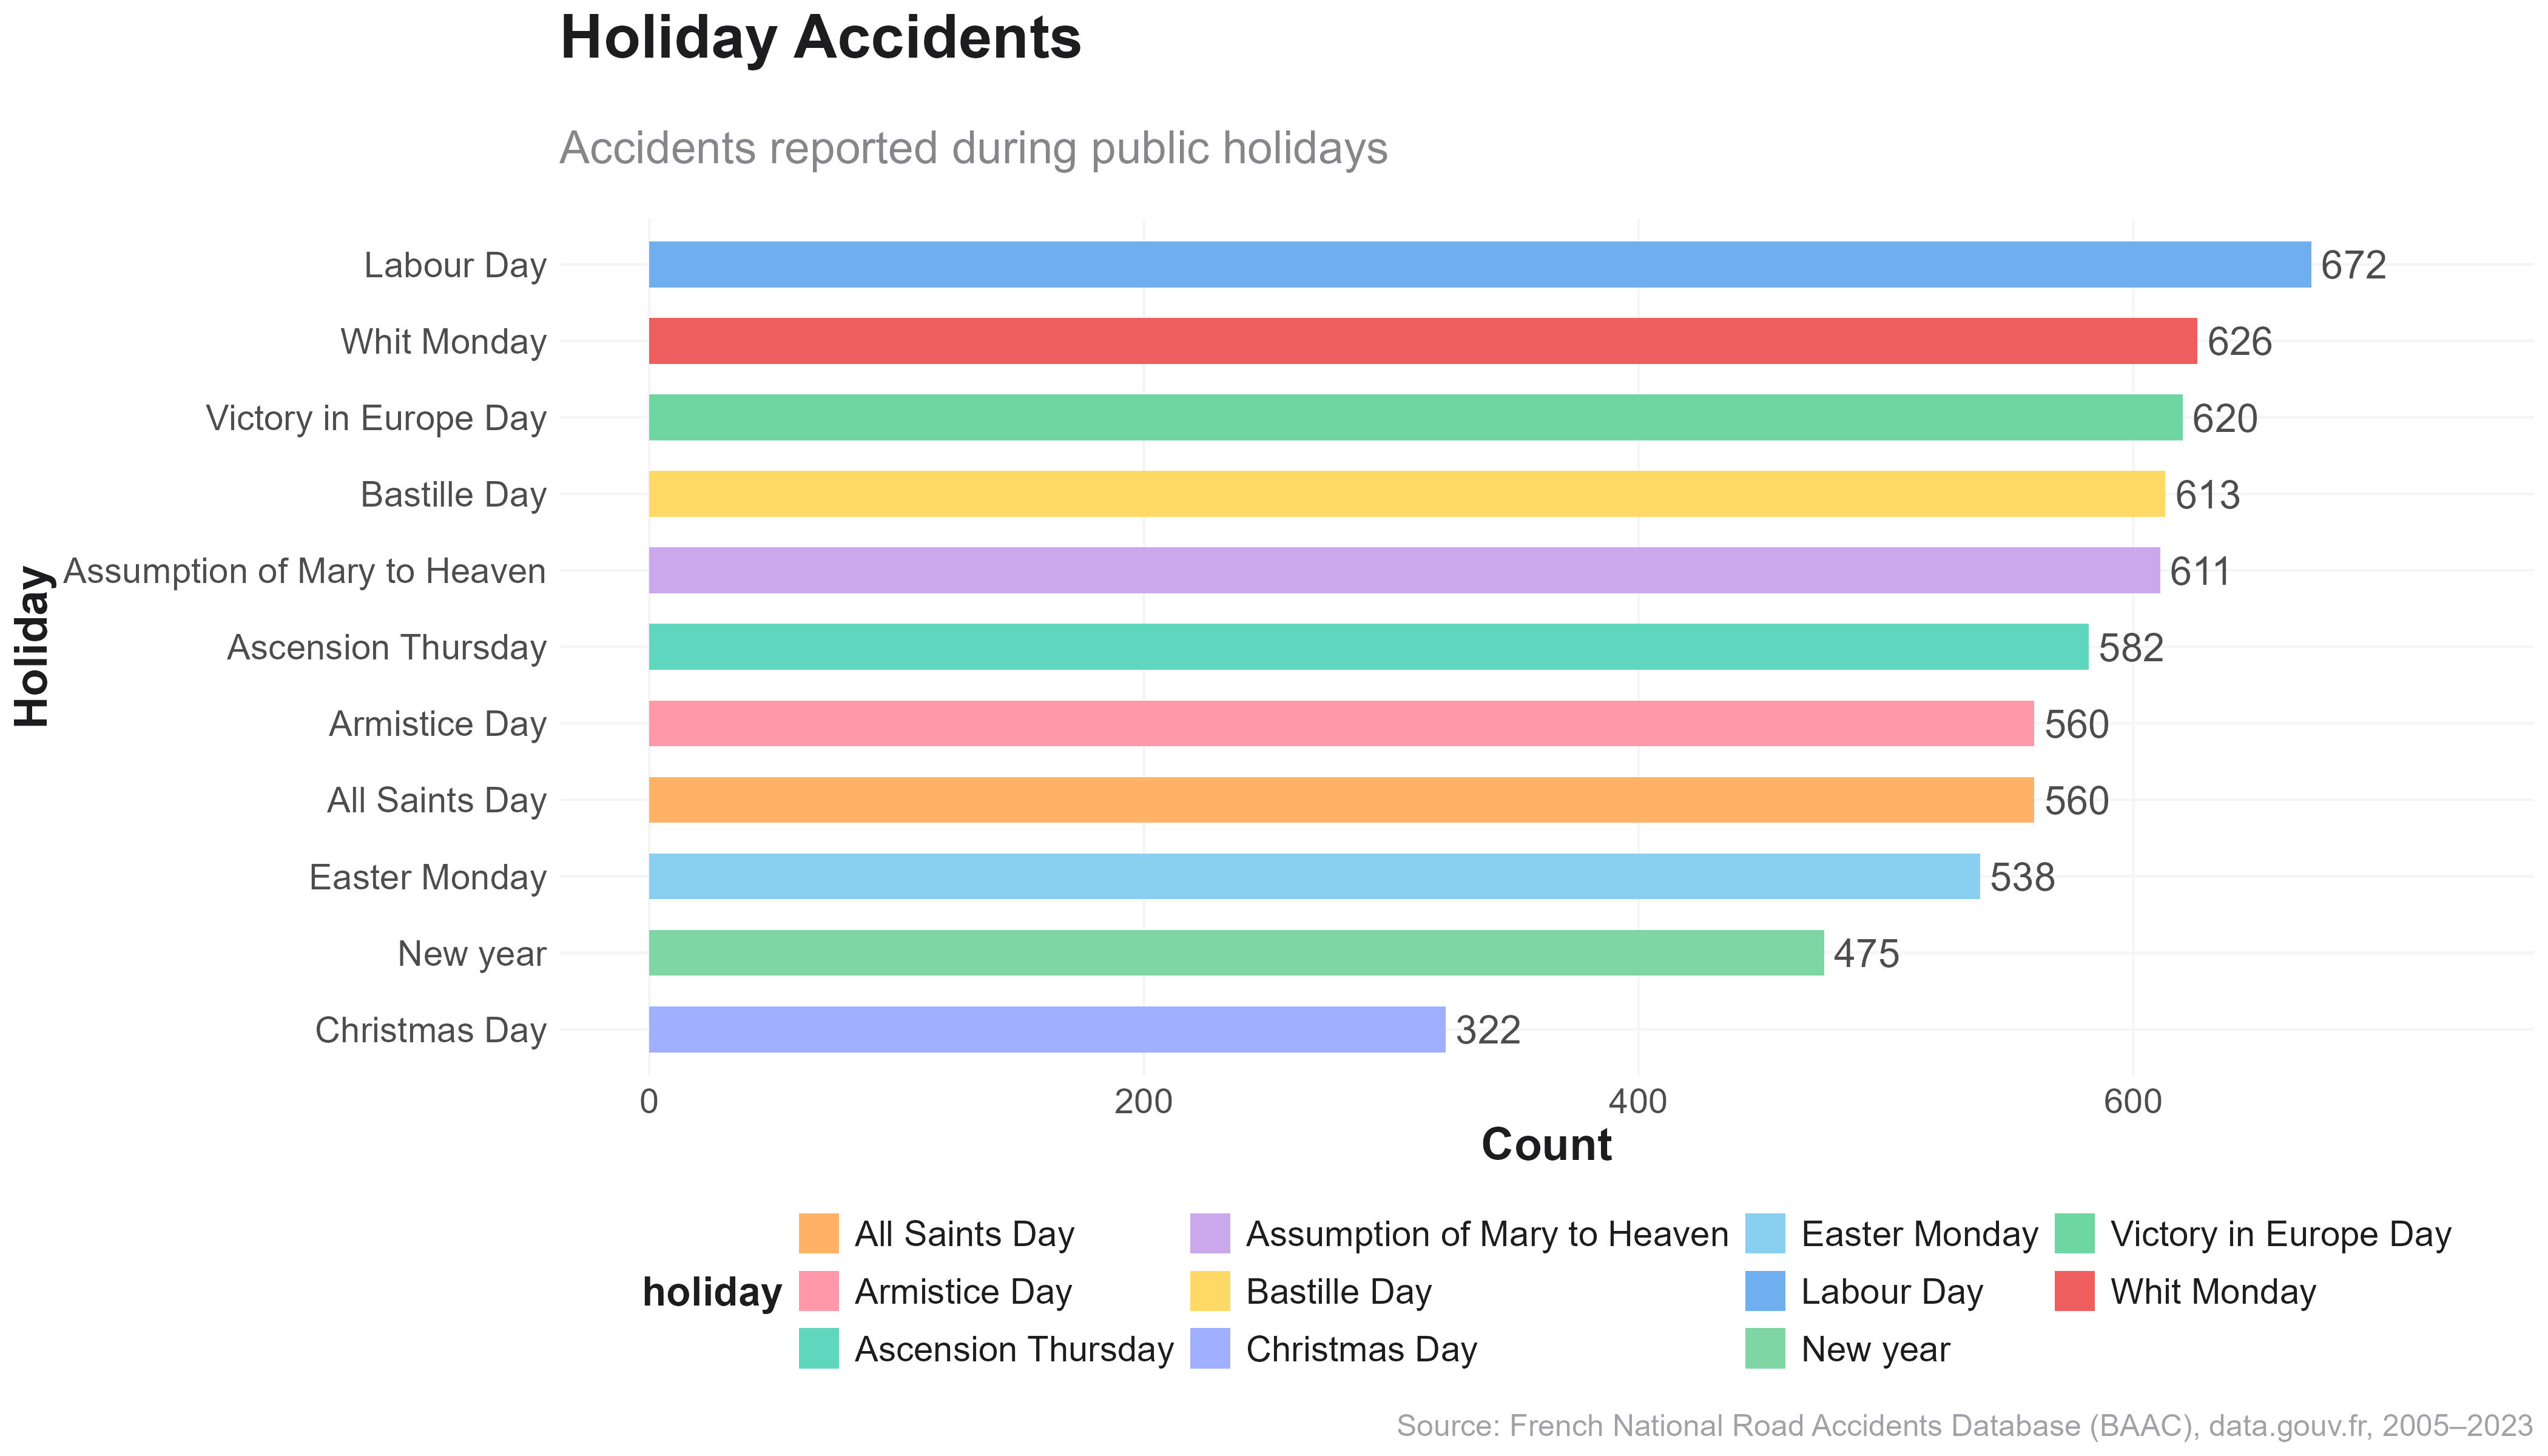 Holiday Accidents
Accidents reported during public holidays
Holiday
Labour Day 672
Whit Monday 626
Victory in Europe Day 620
Bastille Day 613
Assumption of Mary to Heaven 611
Ascension Thursday 582
Armistice Day 560
All Saints Day 560
Easter Monday 538
New year 475
Christmas Day 322
0 200 400 600
Count
holiday
All Saints Day Assumption of Mary to Heaven Easter Monday Victory in Europe Day
Armistice Day Bastille Day Labour Day Whit Monday
Ascension Thursday Christmas Day New year
Source: French National Road Accidents Database (BAAC), data.gouv.fr, 2005–2023